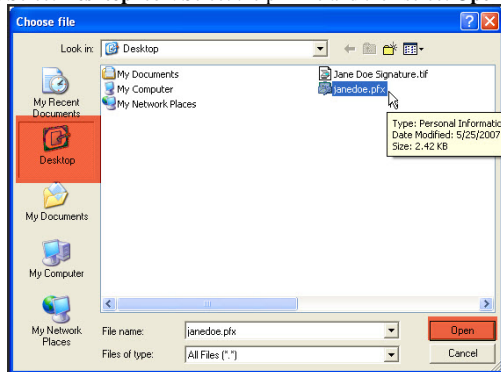 Choose file
Look in: Desktop
My Documents
My Computer
My Network Places
Jane Doe Signature.tif
janedoe.pfx
Type: Personal Informatic
Date Modified: 5/25/2007
Size: 2.42 KB
My Recent
Documents
Desktop
My Documents
My Computer
My Network
Places
File name: janedoe.pfx Open
Files of type: All Files (*.*) Cancel